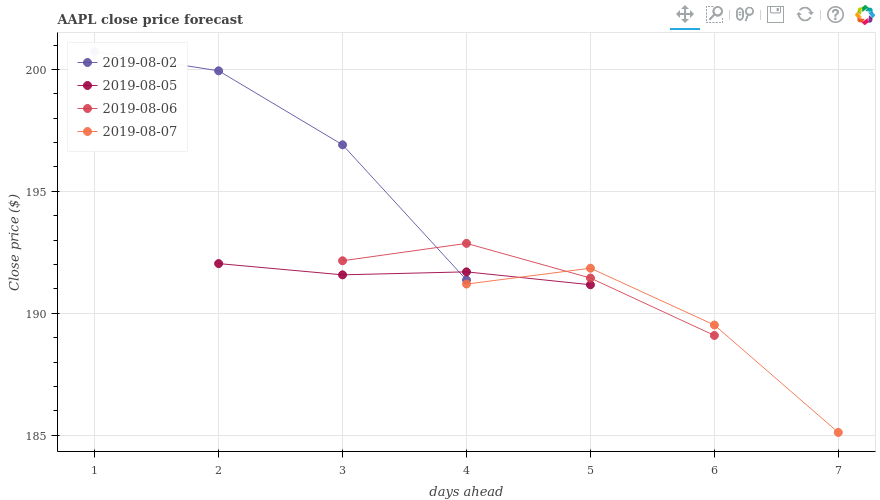 AAPL close price forecast
2019-08-02
2019-08-05
2019-08-06
2019-08-07
Close price ($)
200
195
190
185
1 2 3 4 5 6 7
days ahead